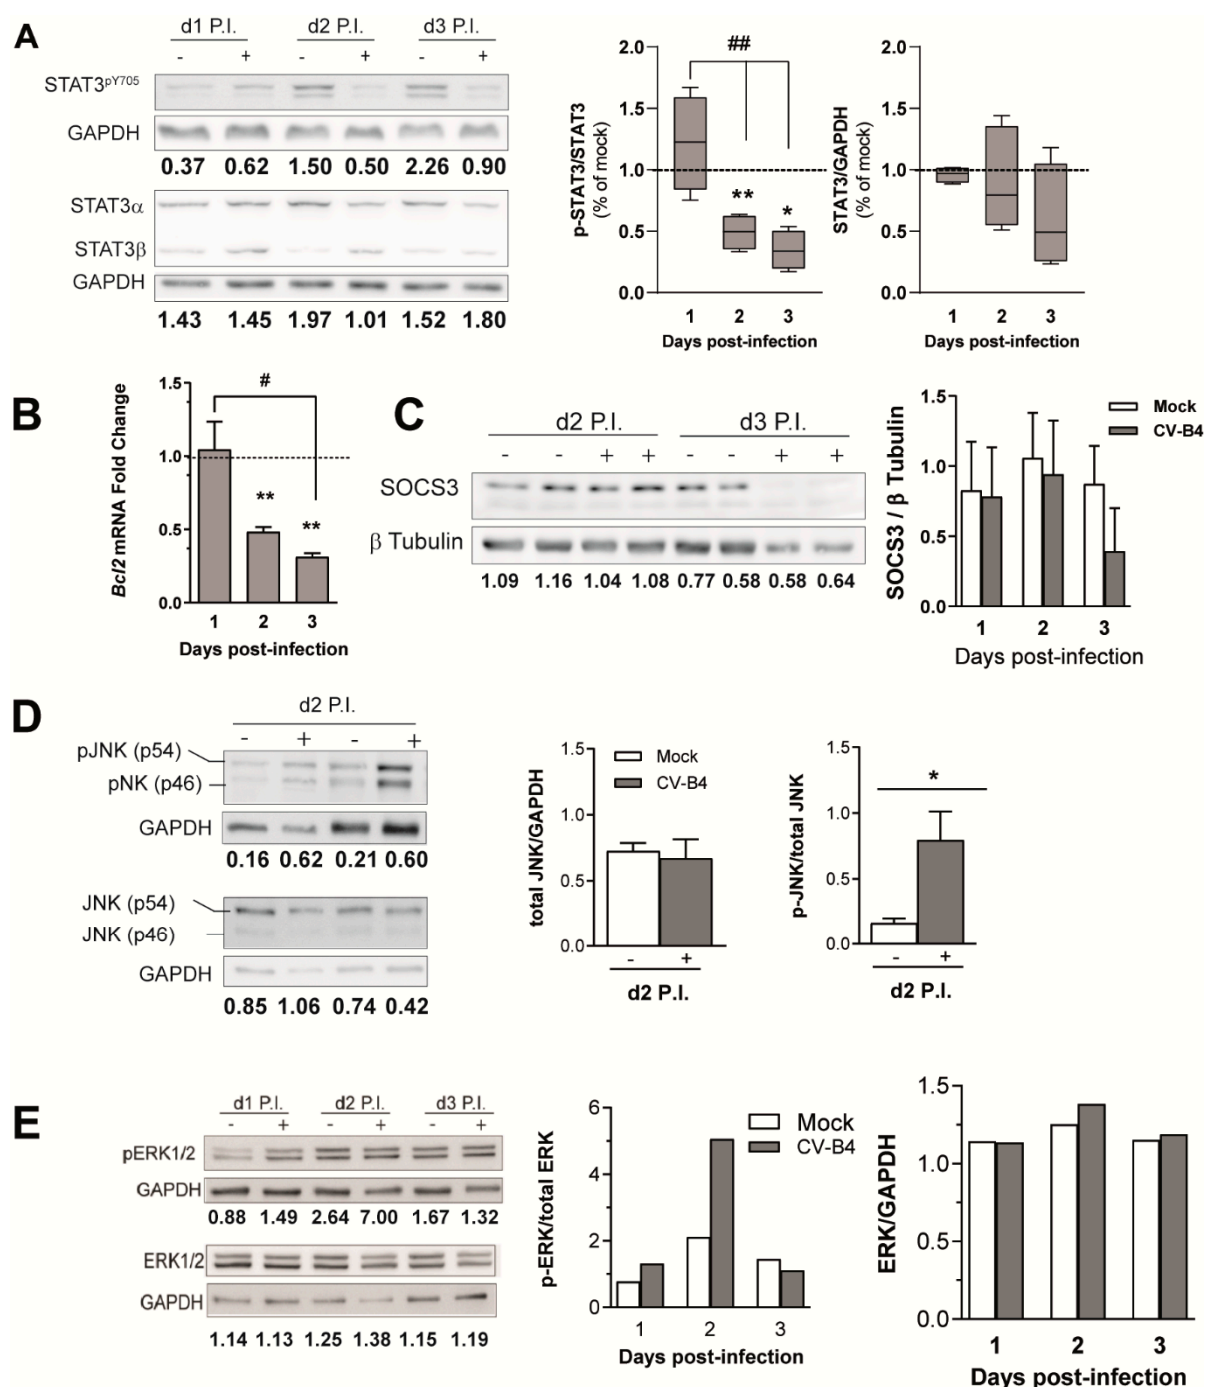 A
d1 P.I. d2 P.I. d3 P.I.
- + - + - +
STAT3pY705
GAPDH
0.37 0.62 1.50 0.50 2.26 0.90
STAT3α
STAT3β
GAPDH
1.43 1.45 1.97 1.01 1.52 1.80
p-STAT3/STAT3
(% of mock)
2.0
1.5
1.0
0.5
0.0
##
** *
1 2 3
Days post-infection
STAT3/GAPDH
(% of mock)
2.0
1.5
1.0
0.5
0.0
1 2 3
Days post-infection
B
Bcl2 mRNA Fold Change
1.5
1.0
0.5
0.0
#
** **
1 2 3
Days post-infection
C
d2 P.I. d3 P.I.
- - + + - - + +
SOCS3
β Tubulin
1.09 1.16 1.04 1.08 0.77 0.58 0.58 0.64
SOCS3 / β Tubulin
1.5
1.0
0.5
0.0
Mock
CV-B4
1 2 3
Days post-infection
D
d2 P.I.
- + - +
pJNK (p54)
pNK (p46)
GAPDH
0.16 0.62 0.21 0.60
JNK (p54)
JNK (p46)
GAPDH
0.85 1.06 0.74 0.42
total JNK/GAPDH
1.5
1.0
0.5
0.0
Mock
CV-B4
- +
d2 P.I.
p-JNK/total JNK
1.5
1.0
0.5
0.0
*
- +
d2 P.I.
E
d1 P.I. d2 P.I. d3 P.I.
- + - + - +
pERK1/2
GAPDH
0.88 1.49 2.64 7.00 1.67 1.32
ERK1/2
GAPDH
1.14 1.13 1.25 1.38 1.15 1.19
p-ERK/total ERK
6
4
2
0
Mock
CV-B4
1 2 3
Days post-infection
ERK/GAPDH
1.5
1.0
0.5
0.0
1 2 3
Days post-infection